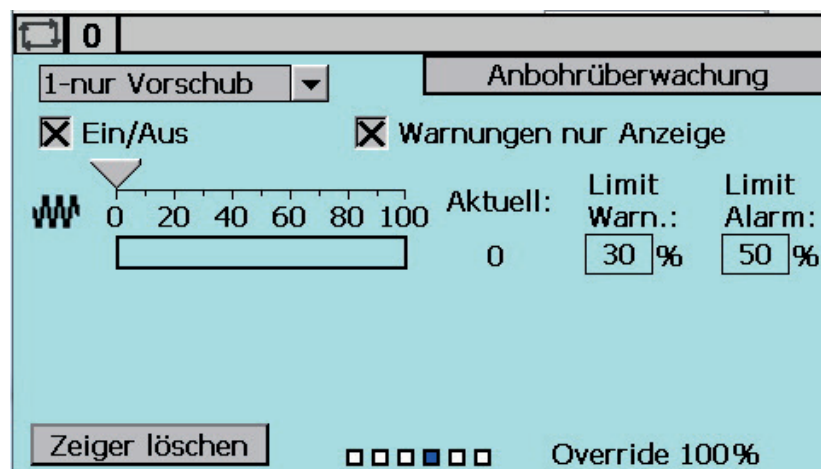 0
1-nur Vorschub
Anbohrüberwachung
Ein/Aus
Warnungen nur Anzeige
0 20 40 60 80 100
Aktuell:
0
Limit
Warn.:
30 %
Limit
Alarm:
50 %
Zeiger löschen
Override 100%